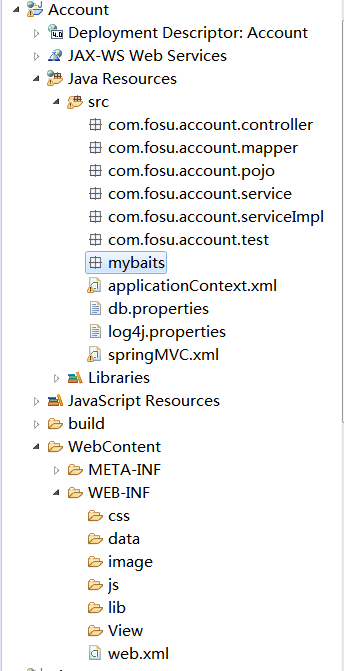 Account
Deployment Descriptor: Account
JAX-WS Web Services
Java Resources
src
com.fosu.account.controller
com.fosu.account.mapper
com.fosu.account.pojo
com.fosu.account.service
com.fosu.account.serviceImpl
com.fosu.account.test
mybaits
applicationContext.xml
db.properties
log4j.properties
springMVC.xml
Libraries
JavaScript Resources
build
WebContent
META-INF
WEB-INF
css
data
image
js
lib
View
web.xml